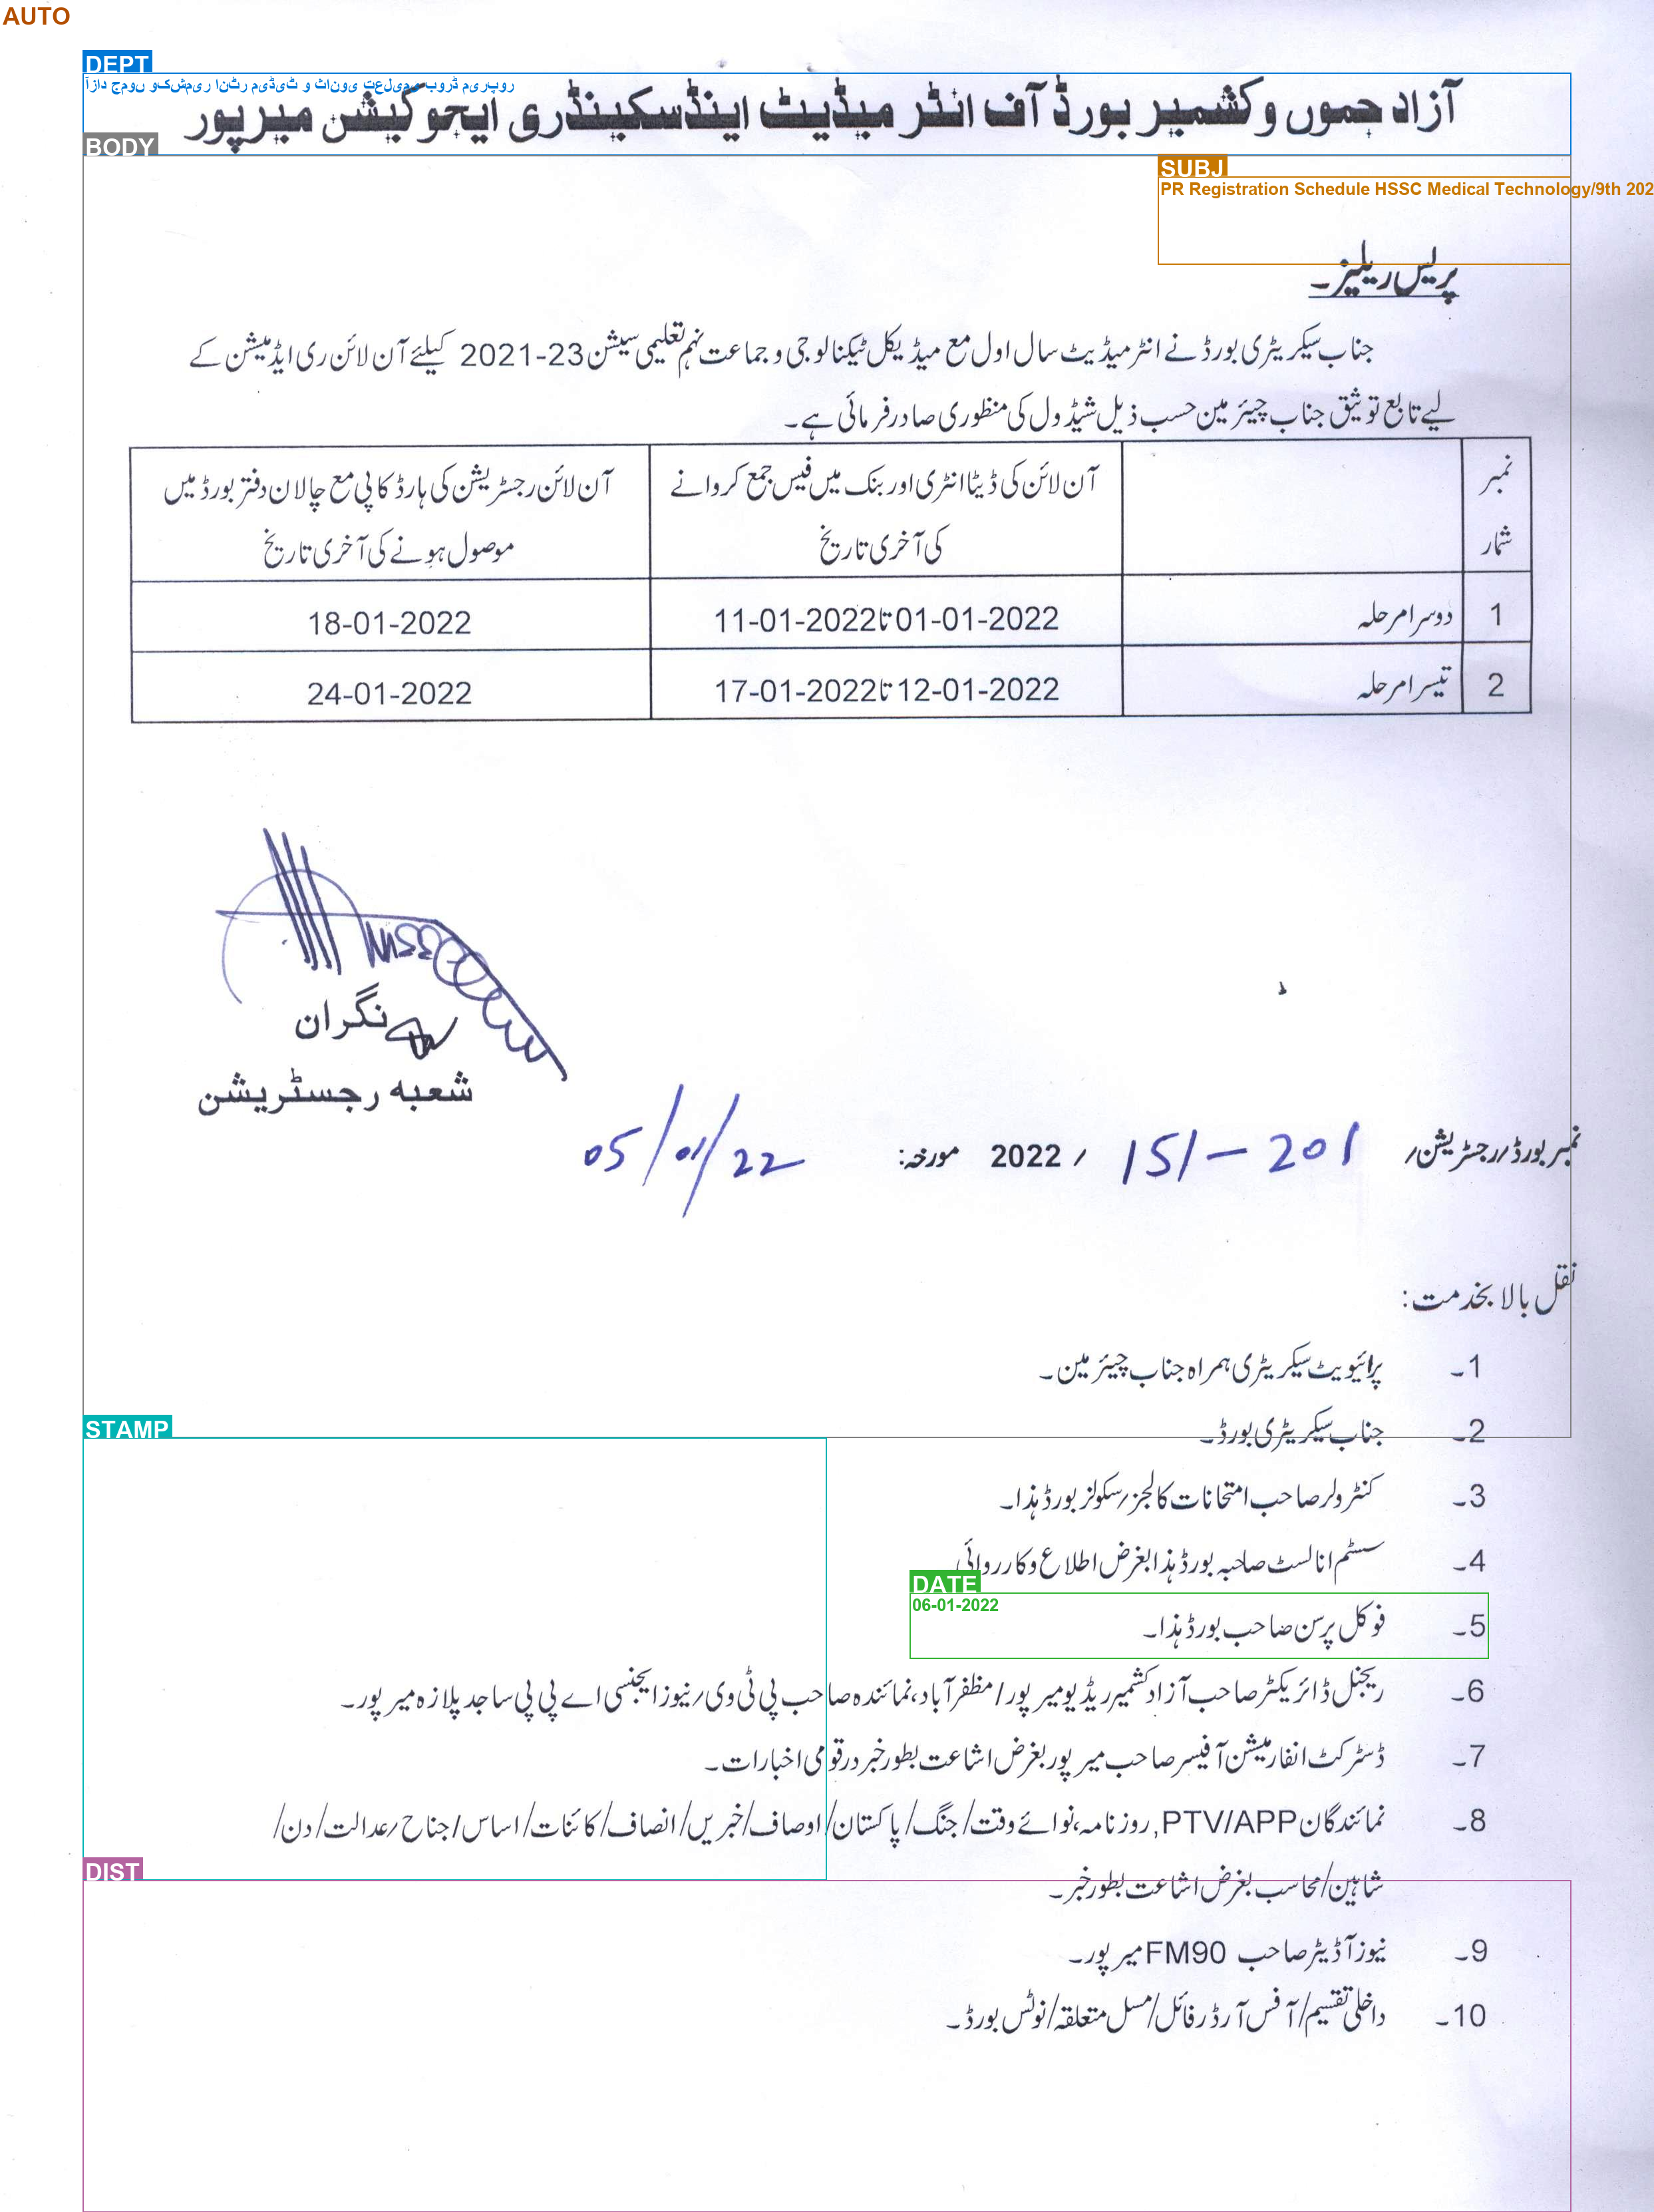 AUTO
DEPT
آزاد جموں وکشمیر انٹر میڈیٹ و ثانوی تعلیمی بورڈ میرپور
آزاد جموں وکشمیر بورڈ آف انٹر میڈیٹ اینڈ سکینڈری ایجوکیشن میرپور
BODY
SUBJ
PR Registration Schedule HSSC Medical Technology/9th 202
پریس ریلیز۔
جناب سیکریٹری بورڈ نے انٹرمیڈیٹ سال اول مع میڈیکل ٹیکنالوجی و جماعت نہم تعلیمی سیشن 23-2021 کیلئے آن لائن ری ایڈمیشن کے
لیے تابع توثیق جناب چیئرمین حسب ذیل شیڈول کی منظوری صادر فرمائی ہے۔
نمبر شمار
آن لائن کی ڈیٹا انٹری اور بنک میں فیس جمع کروانے
کی آخری تاریخ
آن لائن رجسٹریشن کی ہارڈ کاپی مع چالان دفتر بورڈ میں
موصول ہونے کی آخری تاریخ
1 دوسرا مرحلہ 01-01-2022 تا 11-01-2022 18-01-2022
2 تیسرا مرحلہ 12-01-2022 تا 17-01-2022 24-01-2022
نگران
شعبہ رجسٹریشن
نمبر بورڈ/رجسٹریشن/ 151-201 / 2022 مورخہ: 05/01/22
نقل بالا بخدمت:
1۔ پرائیویٹ سیکریٹری ہمراہ جناب چیئرمین۔
STAMP
2۔ جناب سیکریٹری بورڈ۔
3۔ کنٹرولر صاحب امتحانات کالجز/سکولز بورڈ ہذا۔
4۔ سسٹم انالسٹ صاحبہ بورڈ ہذا بغرض اطلاع و کارروائی
DATE
06-01-2022
5۔ فوکل پرسن صاحب بورڈ ہذا۔
6۔ ریجنل ڈائریکٹر صاحب آزاد کشمیر ریڈیو میرپور/مظفرآباد، نمائندہ صاحب پی ٹی وی/نیوز ایجنسی اے پی پی ساجد پلازہ میرپور۔
7۔ ڈسٹرکٹ انفارمیشن آفیسر صاحب میرپور بغرض اشاعت بطور خبر در قومی اخبارات۔
8۔ نمائندگان PTV/APP, روزنامہ، نوائے وقت/جنگ/پاکستان/اوصاف/خبریں/انصاف/کائنات/اساس/جناح/عدالت/دن/
DIST
شاہین/محاسب بغرض اشاعت بطور خبر۔
9۔ نیوز آڈیٹر صاحب FM90 میرپور۔
10۔ داخلی تقسیم/آفس آرڈر فائل/مسل متعلقہ/نوٹس بورڈ۔